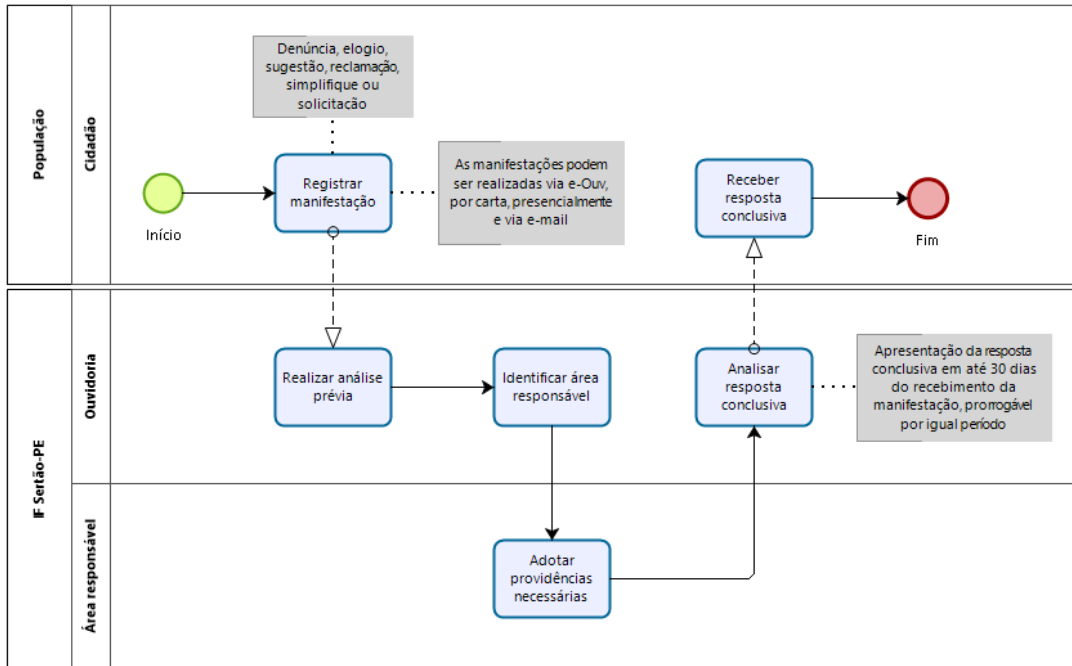 População
Cidadão
Denúncia, elogio,
sugestão, reclamação,
simplifique ou
solicitação
Início
Registrar
manifestação
As manifestações podem
ser realizadas via e-Ouv,
por carta, presencialmente
e via e-mail
Receber
resposta
conclusiva
Fim
IF Sertão-PE
Ouvidoria
Realizar análise
prévia
Identificar área
responsável
Analisar
resposta
conclusiva
Apresentação da resposta
conclusiva em até 30 dias
do recebimento da
manifestação, prorrogável
por igual período
Área responsável
Adotar
providências
necessárias